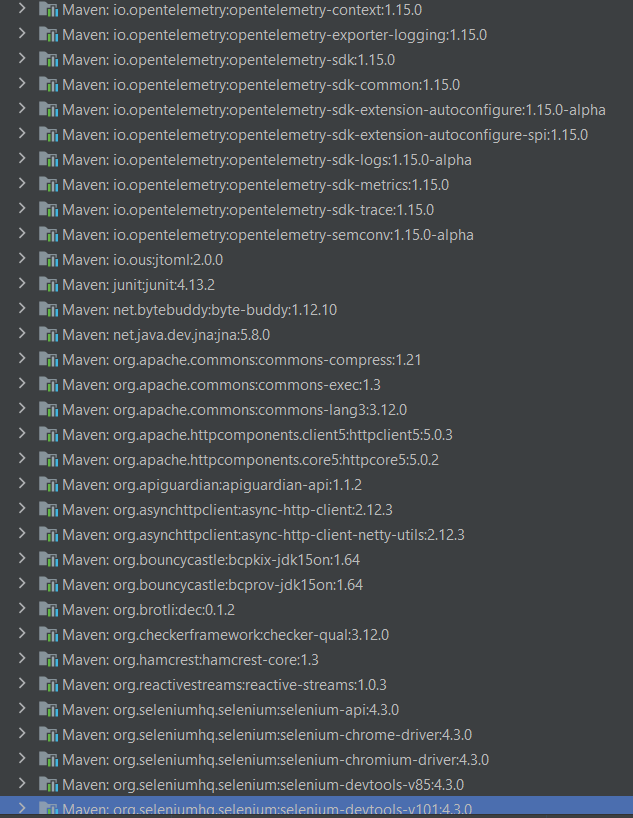 Maven: io.opentelemetry:opentelemetry-context:1.15.0
Maven: io.opentelemetry:opentelemetry-exporter-logging:1.15.0
Maven: io.opentelemetry:opentelemetry-sdk:1.15.0
Maven: io.opentelemetry:opentelemetry-sdk-common:1.15.0
Maven: io.opentelemetry:opentelemetry-sdk-extension-autoconfigure:1.15.0-alpha
Maven: io.opentelemetry:opentelemetry-sdk-extension-autoconfigure-spi:1.15.0
Maven: io.opentelemetry:opentelemetry-sdk-logs:1.15.0-alpha
Maven: io.opentelemetry:opentelemetry-sdk-metrics:1.15.0
Maven: io.opentelemetry:opentelemetry-sdk-trace:1.15.0
Maven: io.opentelemetry:opentelemetry-semconv:1.15.0-alpha
Maven: io.ous:jtoml:2.0.0
Maven: junit:junit:4.13.2
Maven: net.bytebuddy:byte-buddy:1.12.10
Maven: net.java.dev.jna:jna:5.8.0
Maven: org.apache.commons:commons-compress:1.21
Maven: org.apache.commons:commons-exec:1.3
Maven: org.apache.commons:commons-lang3:3.12.0
Maven: org.apache.httpcomponents.client5:httpclient5:5.0.3
Maven: org.apache.httpcomponents.core5:httpcore5:5.0.2
Maven: org.apiguardian:apiguardian-api:1.1.2
Maven: org.asynchttpclient:async-http-client:2.12.3
Maven: org.asynchttpclient:async-http-client-netty-utils:2.12.3
Maven: org.bouncycastle:bcpkix-jdk15on:1.64
Maven: org.bouncycastle:bcprov-jdk15on:1.64
Maven: org.brotli:dec:0.1.2
Maven: org.checkerframework:checker-qual:3.12.0
Maven: org.hamcrest:hamcrest-core:1.3
Maven: org.reactivestreams:reactive-streams:1.0.3
Maven: org.seleniumhq.selenium:selenium-api:4.3.0
Maven: org.seleniumhq.selenium:selenium-chrome-driver:4.3.0
Maven: org.seleniumhq.selenium:selenium-chromium-driver:4.3.0
Maven: org.seleniumhq.selenium:selenium-devtools-v85:4.3.0
Maven: org.seleniumhq.selenium:selenium-devtools-v101:4.3.0